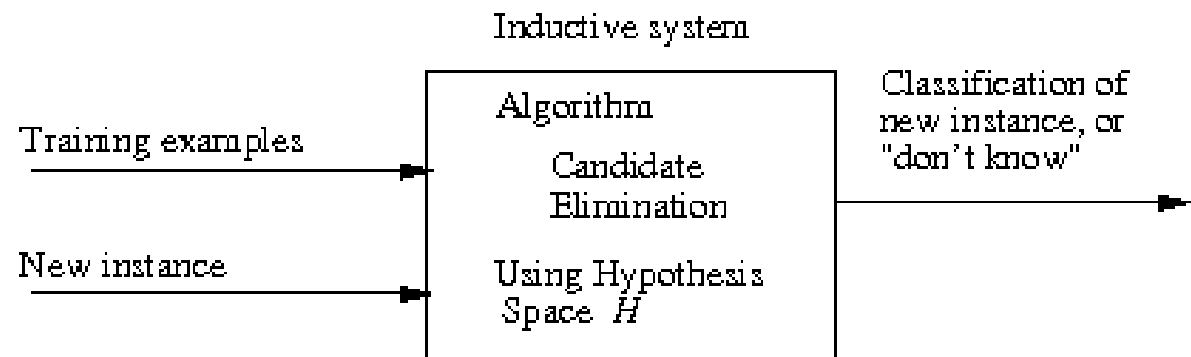 Inductive system
Training examples
New instance
Algorithm
Candidate
Elimination
Using Hypothesis
Space H
Classification of
new instance, or
"don't know"